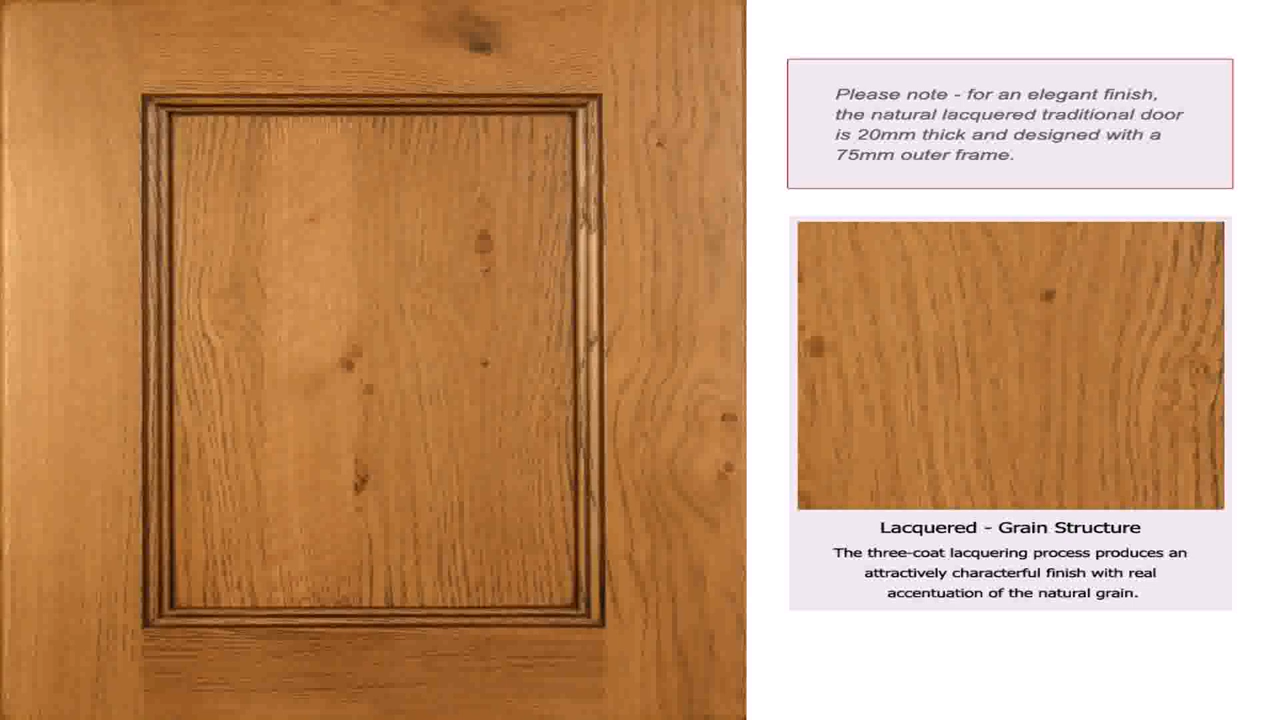 Please note - for an elegant finish,
the natural lacquered traditional door
is 20mm thick and designed with a
75mm outer frame.
Lacquered - Grain Structure
The three-coat lacquering process produces an
attractively characterful finish with real
accentuation of the natural grain.